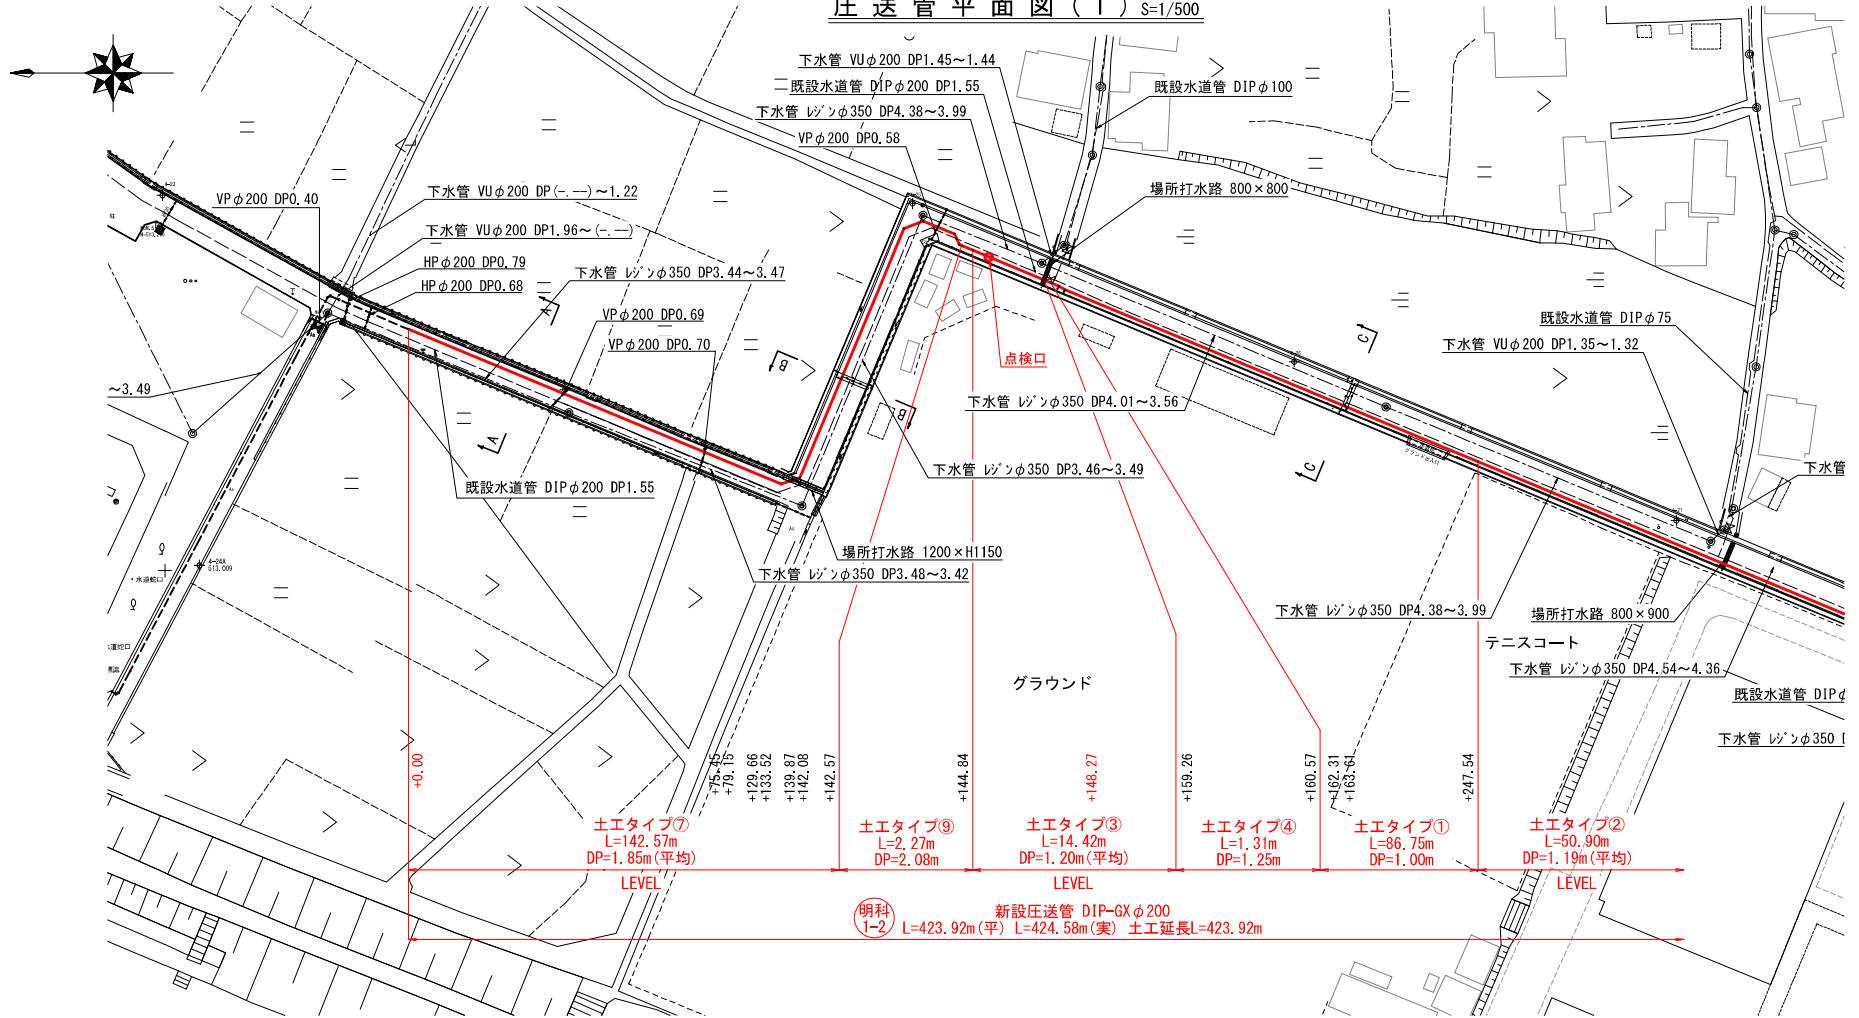 圧送管平面図(1) S=1/500
下水管 VUφ200 DP1.45～1.44
既設水道管 DIPφ200 DP1.55
既設水道管 DIPφ100
下水管 ﾚｼﾞﾝφ350 DP4.38～3.99
VPφ200 DP0.58
場所打水路 800×800
VPφ200 DP0.40
下水管 VUφ200 DP(-.--)～1.22
下水管 VUφ200 DP1.96～(-.--)
HPφ200 DP0.79
下水管 ﾚｼﾞﾝφ350 DP3.44～3.47
HPφ200 DP0.68
A
VPφ200 DP0.69
既設水道管 DIPφ75
VPφ200 DP0.70
下水管 VUφ200 DP1.35～1.32
C
B
点検口
～3.49
下水管 ﾚｼﾞﾝφ350 DP4.01～3.56
B
A
グランド出入口
下水管 ﾚｼﾞﾝφ350 DP3.46～3.49
C
下水管
既設水道管 DIPφ200 DP1.55
場所打水路 1200×H1150
下水管 ﾚｼﾞﾝφ350 DP3.48～3.42
4-24A
513.009
・水道蛇口
下水管 ﾚｼﾞﾝφ350 DP4.38～3.99
場所打水路 800×900
テニスコート
下水管 ﾚｼﾞﾝφ350 DP4.54～4.36
グラウンド
既設水道管 DIPφ
下水管 ﾚｼﾞﾝφ350
+0.00
+75.45
+79.15
+129.66
+133.52
+139.87
+142.08
+142.57
+144.84
+148.27
+159.26
+160.57
+162.31
+163.61
+247.54
土工タイプ⑦
L=142.57m
DP=1.85m(平均)
LEVEL
土工タイプ⑨
L=2.27m
DP=2.08m
土工タイプ③
L=14.42m
DP=1.20m(平均)
LEVEL
土工タイプ④
L=1.31m
DP=1.25m
土工タイプ①
L=86.75m
DP=1.00m
土工タイプ②
L=50.90m
DP=1.19m(平均)
LEVEL
明科
1-2
新設圧送管 DIP-GXφ200
L=423.92m(平) L=424.58m(実) 土工延長L=423.92m